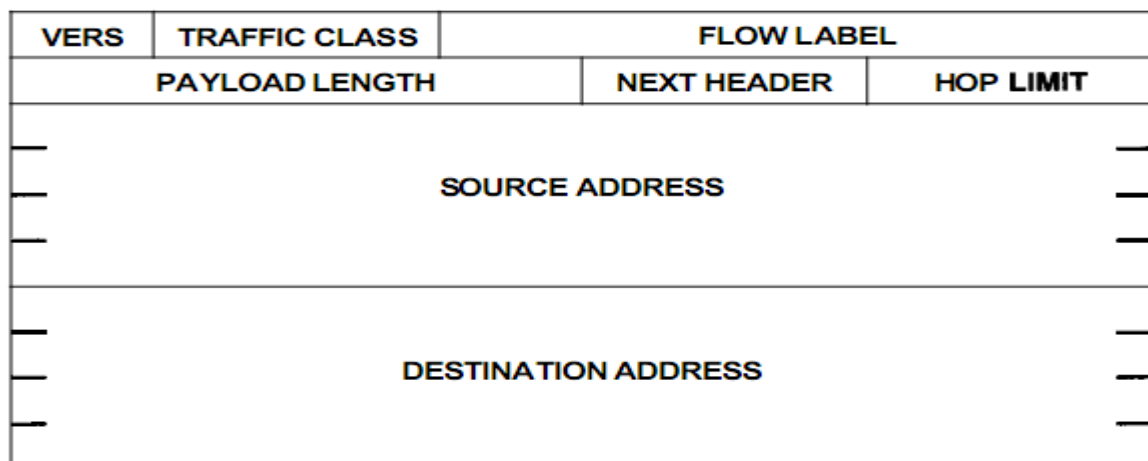 VERS TRAFFIC CLASS FLOW LABEL
PAYLOAD LENGTH NEXT HEADER HOP LIMIT
SOURCE ADDRESS
DESTINATION ADDRESS